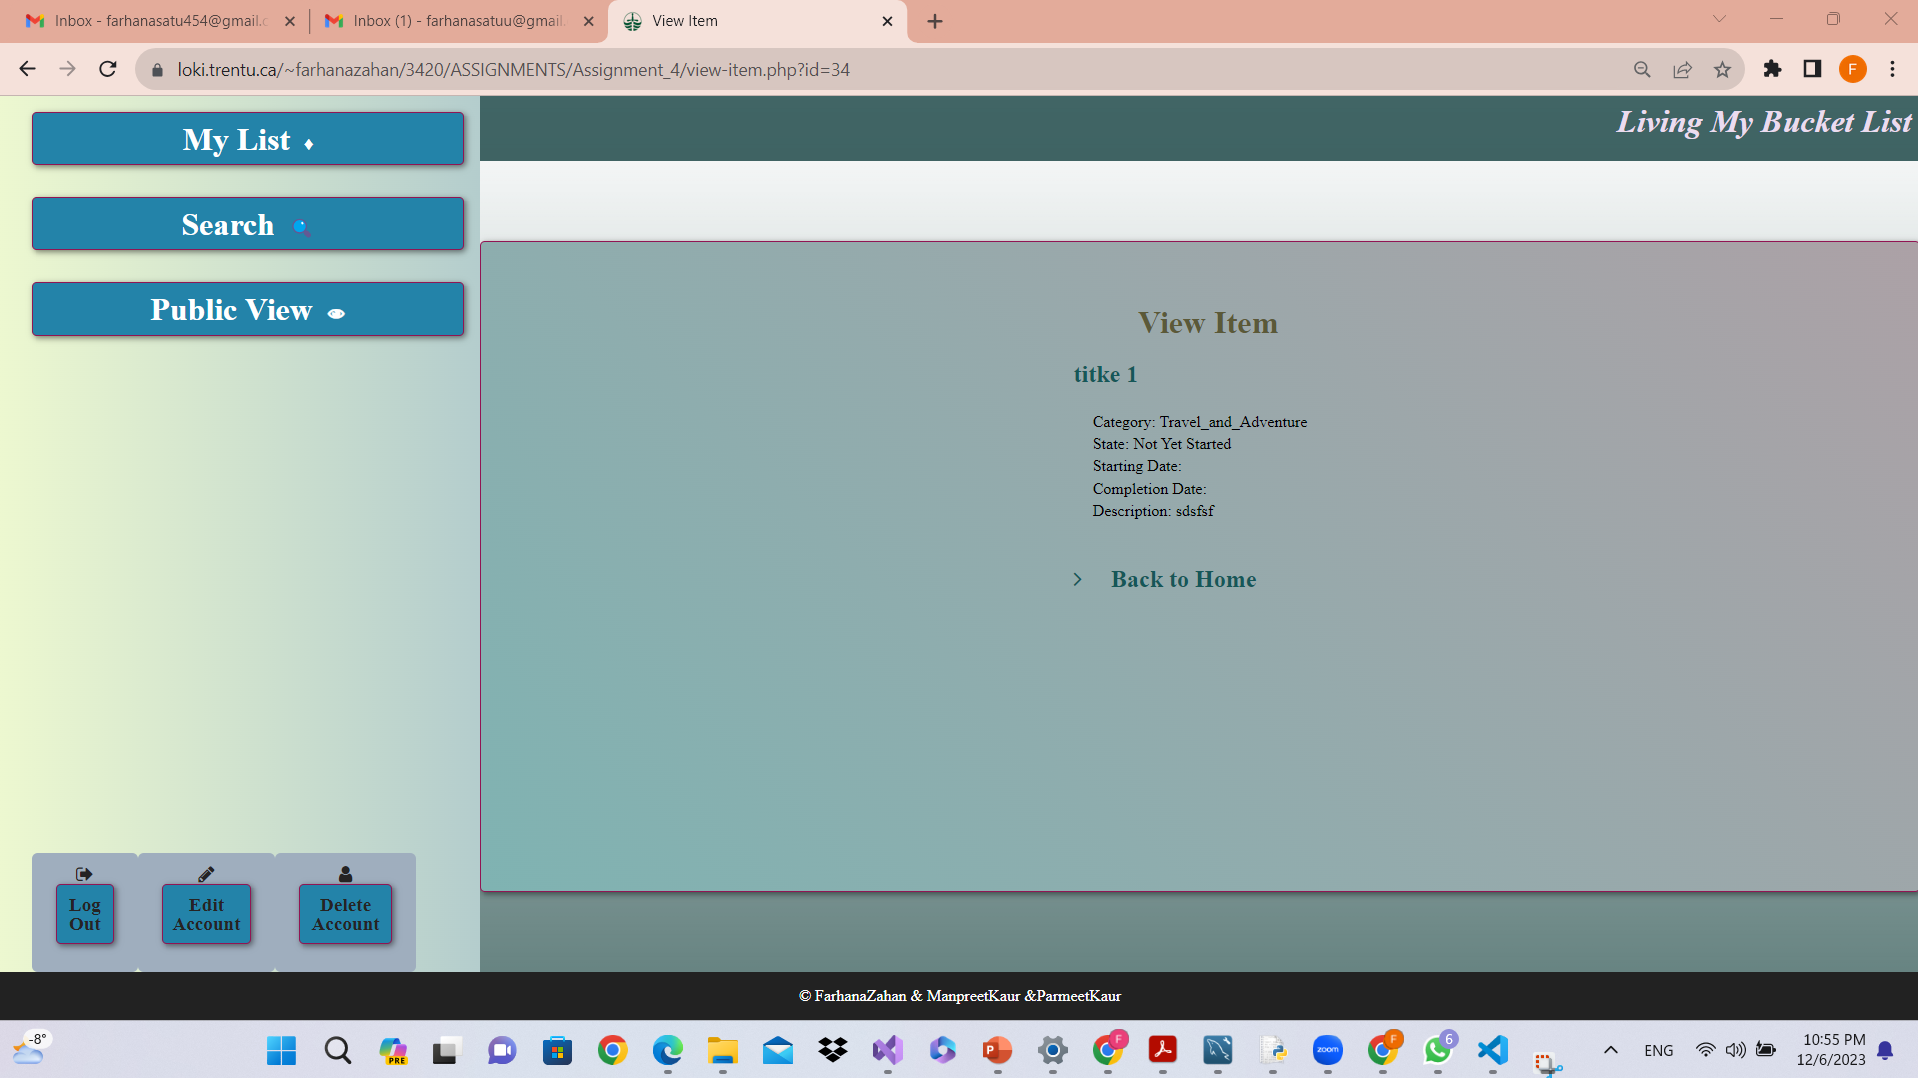 Inbox - farhanasatu454@gmail.c
Inbox (1) - farhanasatuu@gmail.
View Item
loki.trentu.ca/~farhanazahan/3420/ASSIGNMENTS/Assignment_4/view-item.php?id=34
F
My List
Search
Public View
Living My Bucket List
View Item
titke 1
Category: Travel_and_Adventure
State: Not Yet Started
Starting Date:
Completion Date:
Description: sdsfsf
Back to Home
Log
Out
Edit
Account
Delete
Account
© FarhanaZahan & ManpreetKaur &ParmeetKaur
-8°
PRE
F
P
zoom
F
6
ENG
10:55 PM
12/6/2023